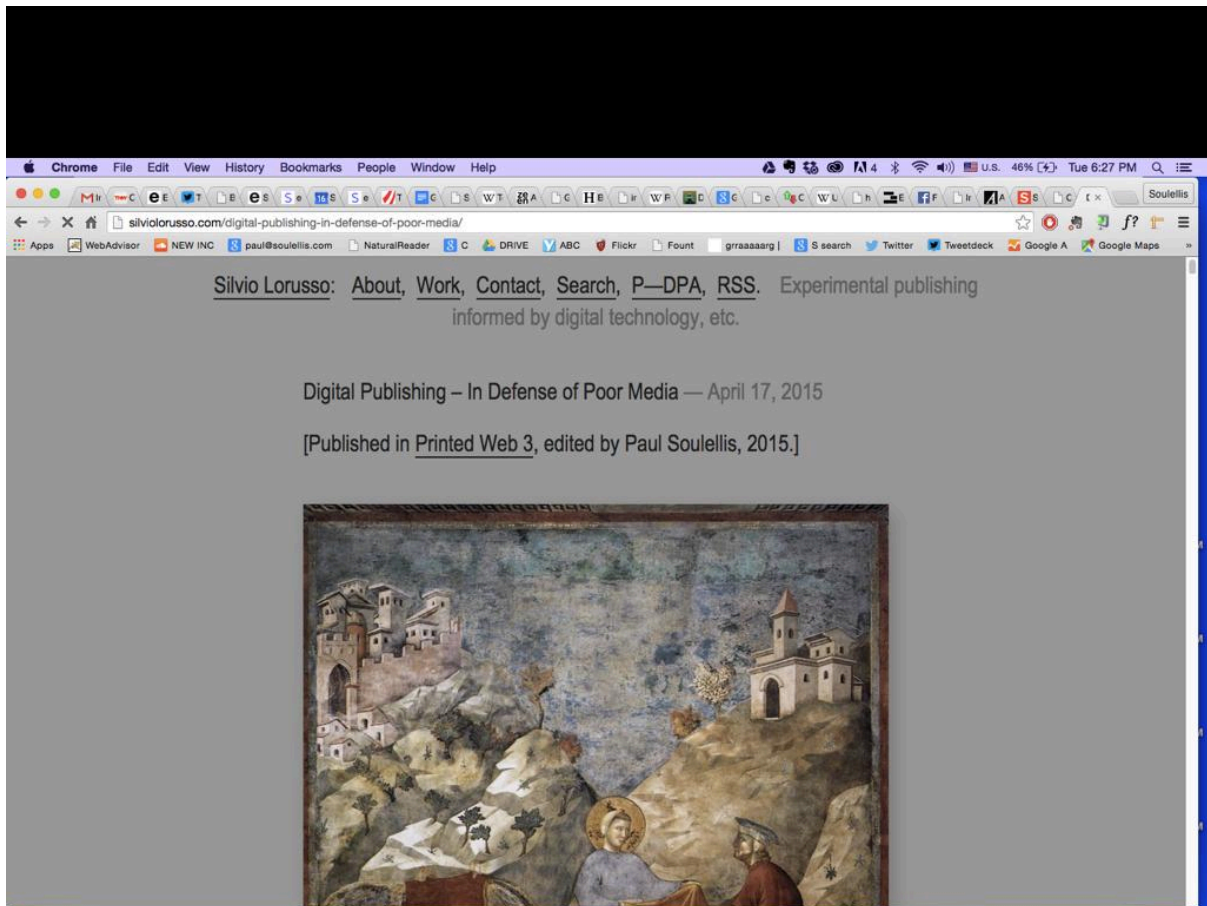 Chrome File Edit View History Bookmarks People Window Help 4 U.S. 46% Tue 6:27 PM
Soulellis
silviolorusso.com/digital-publishing-in-defense-of-poor-media/ f?
Apps WebAdvisor NEW INC paul@soulellis.com NaturalReader C DRIVE ABC Flickr Fount grraaaarg | S search Twitter Tweetdeck Google A Google Maps »
Silvio Lorusso: About, Work, Contact, Search, P—DPA, RSS. Experimental publishing
informed by digital technology, etc.
Digital Publishing – In Defense of Poor Media — April 17, 2015
[Published in Printed Web 3, edited by Paul Soulellis, 2015.]